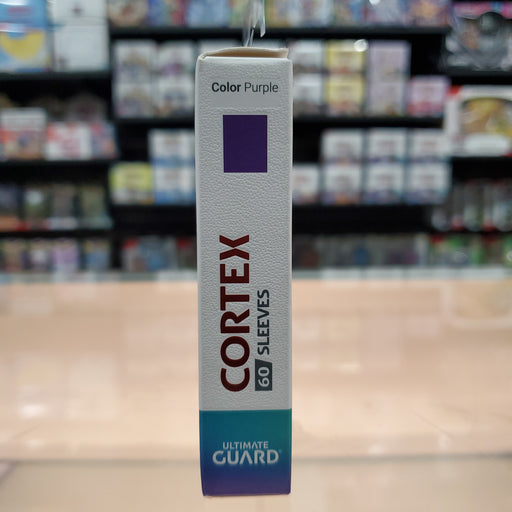 Color Purple
CORTEX
60 SLEEVES
ULTIMATE
GUARD